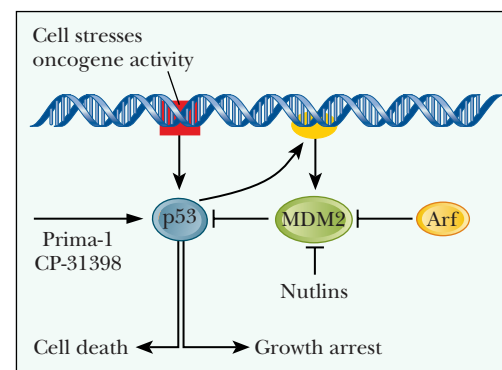 Cell stresses
oncogene activity
p53
MDM2
Arf
Prima-1
CP-31398
Nutlins
Cell death
Growth arrest